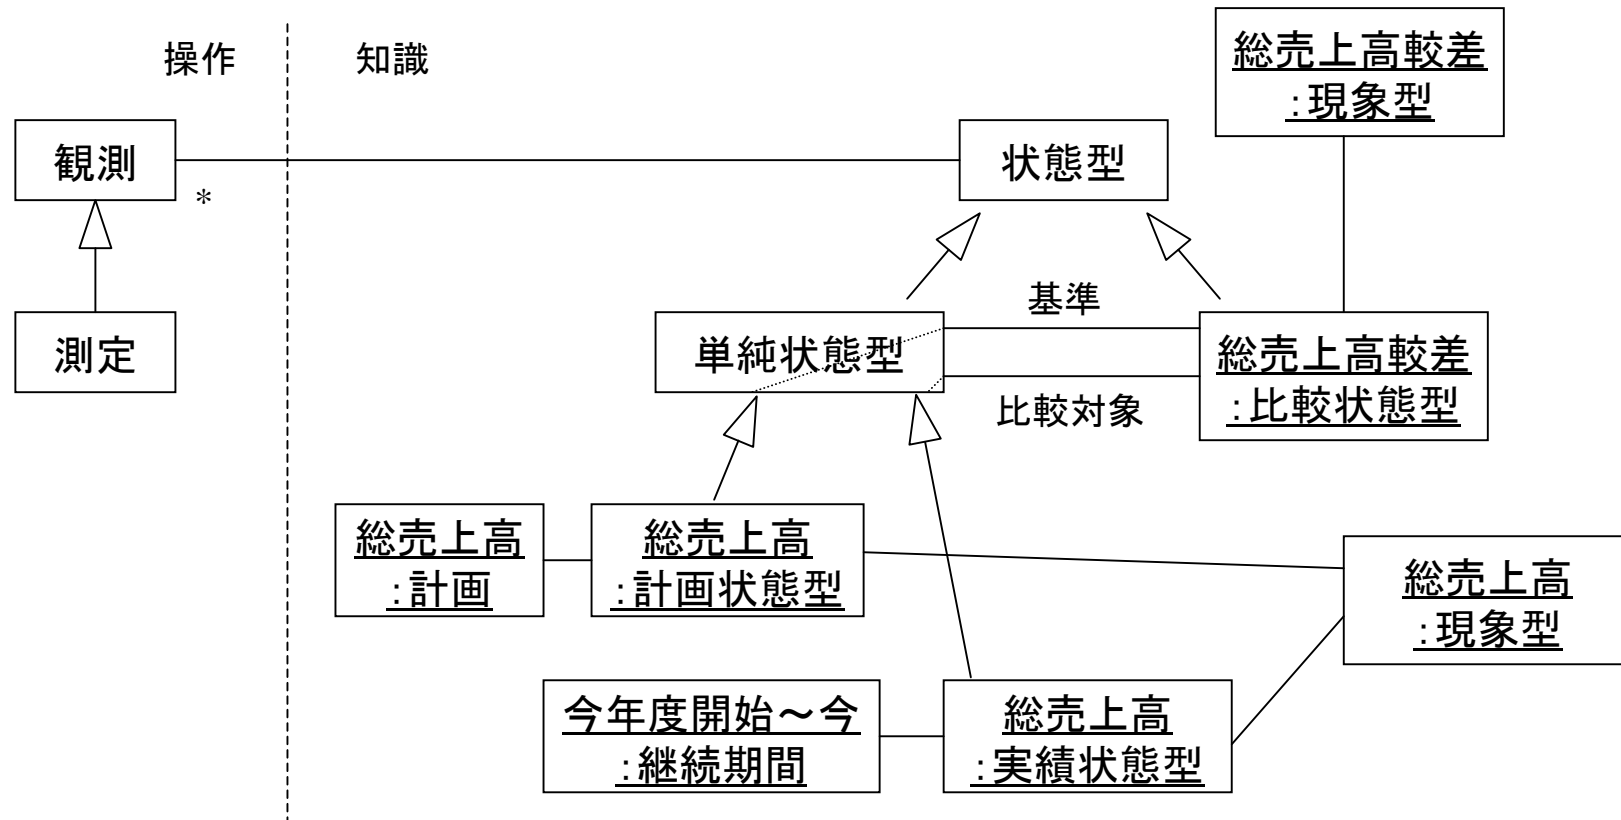 操作
知識
総売上高較差
:現象型
観測
*
状態型
測定
基準
単純状態型
比較対象
総売上高較差
:比較状態型
総売上高
:計画
総売上高
:計画状態型
総売上高
:現象型
今年度開始～今
:継続期間
総売上高
:実績状態型